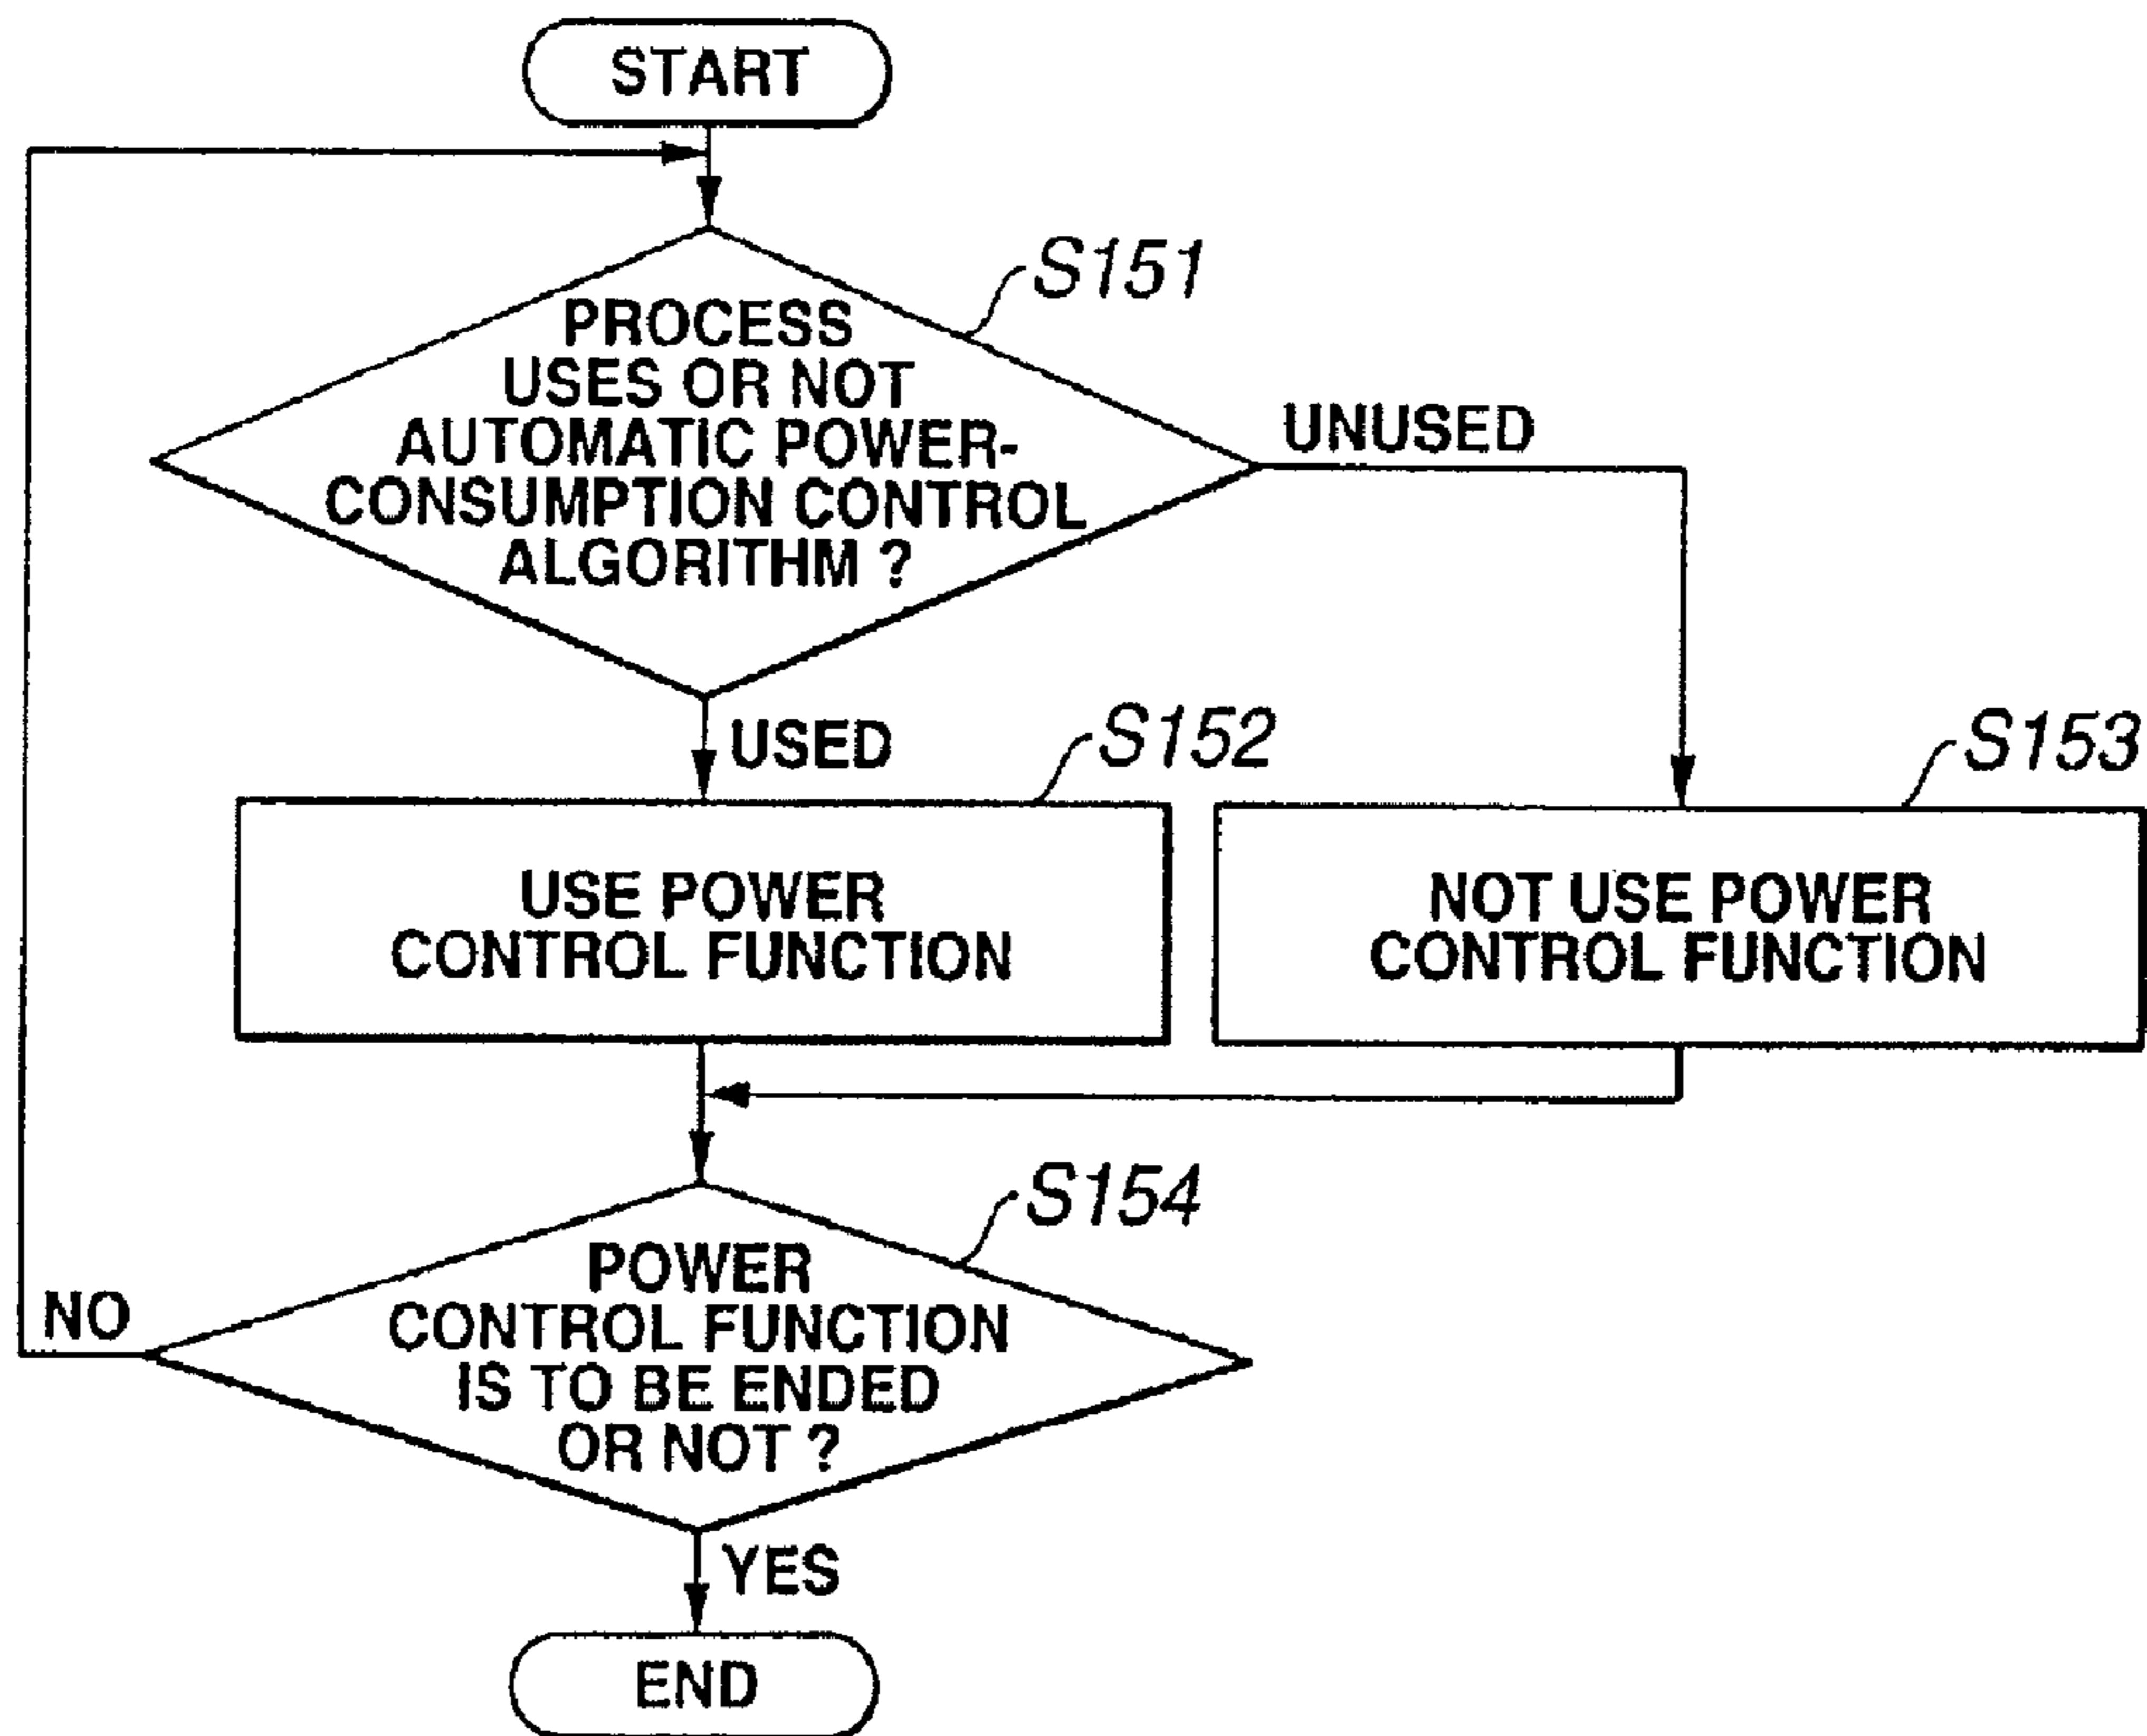 START
S151
PROCESS
USES OR NOT
AUTOMATIC POWER-
CONSUMPTION CONTROL
ALGORITHM ?
UNUSED
USED
S152
S153
USE POWER
CONTROL FUNCTION
NOT USE POWER
CONTROL FUNCTION
S154
POWER
CONTROL FUNCTION
IS TO BE ENDED
OR NOT ?
NO
YES
END